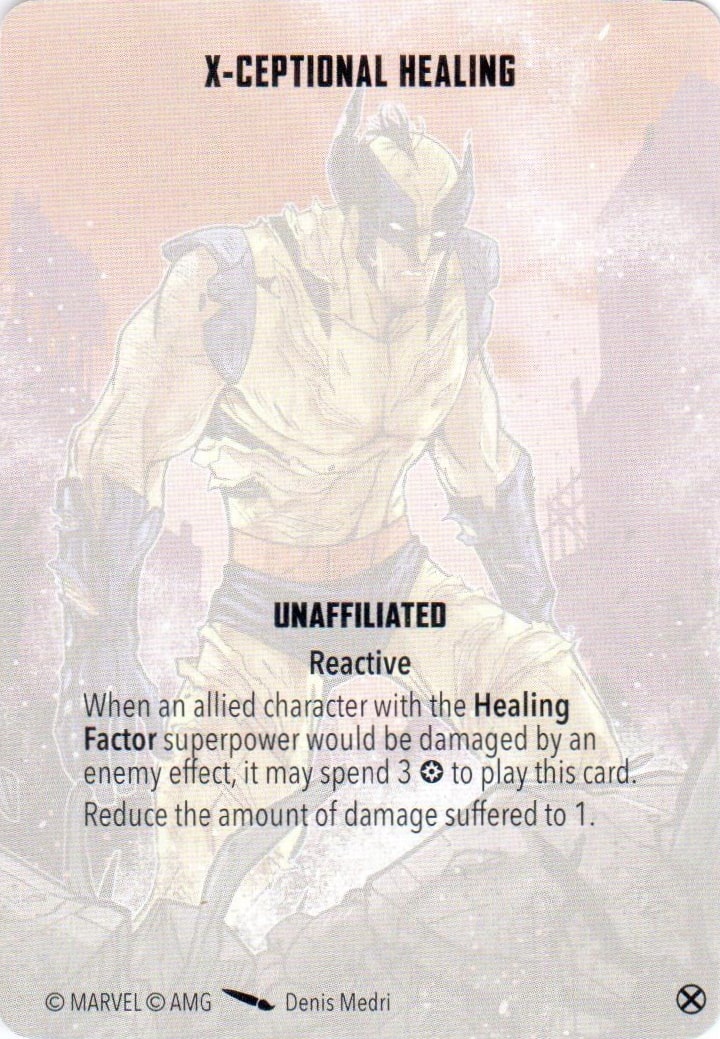 X-CEPTIONAL HEALING
UNAFFILIATED
Reactive
When an allied character with the Healing
Factor superpower would be damaged by an
enemy effect, it may spend 3 to play this card.
Reduce the amount of damage suffered to 1.
© MARVEL © AMG Denis Medri